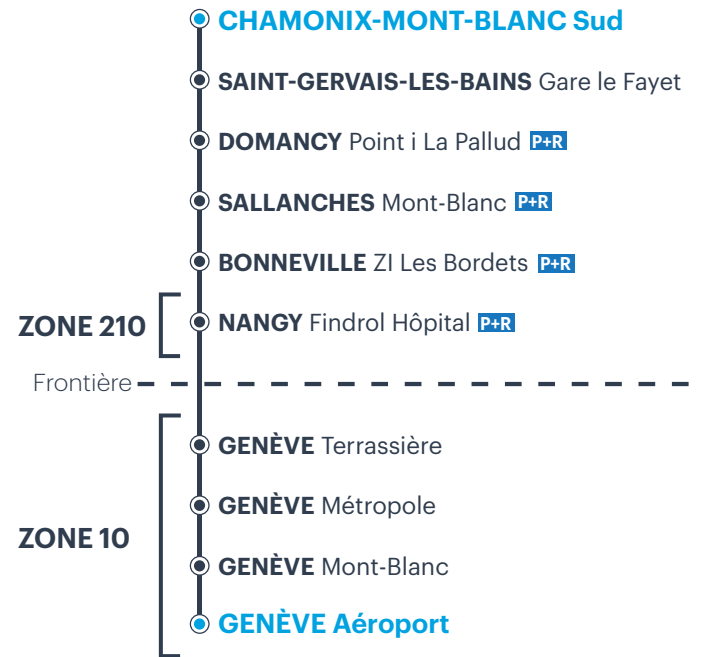 CHAMONIX-MONT-BLANC Sud
SAINT-GERVAIS-LES-BAINS Gare le Fayet
DOMANCY Point i La Pallud P+R
SALLANCHES Mont-Blanc P+R
BONNEVILLE ZI Les Bordets P+R
ZONE 210
NANGY Findrol Hôpital P+R
Frontière
GENÈVE Terrassière
GENÈVE Métropole
ZONE 10
GENÈVE Mont-Blanc
GENÈVE Aéroport